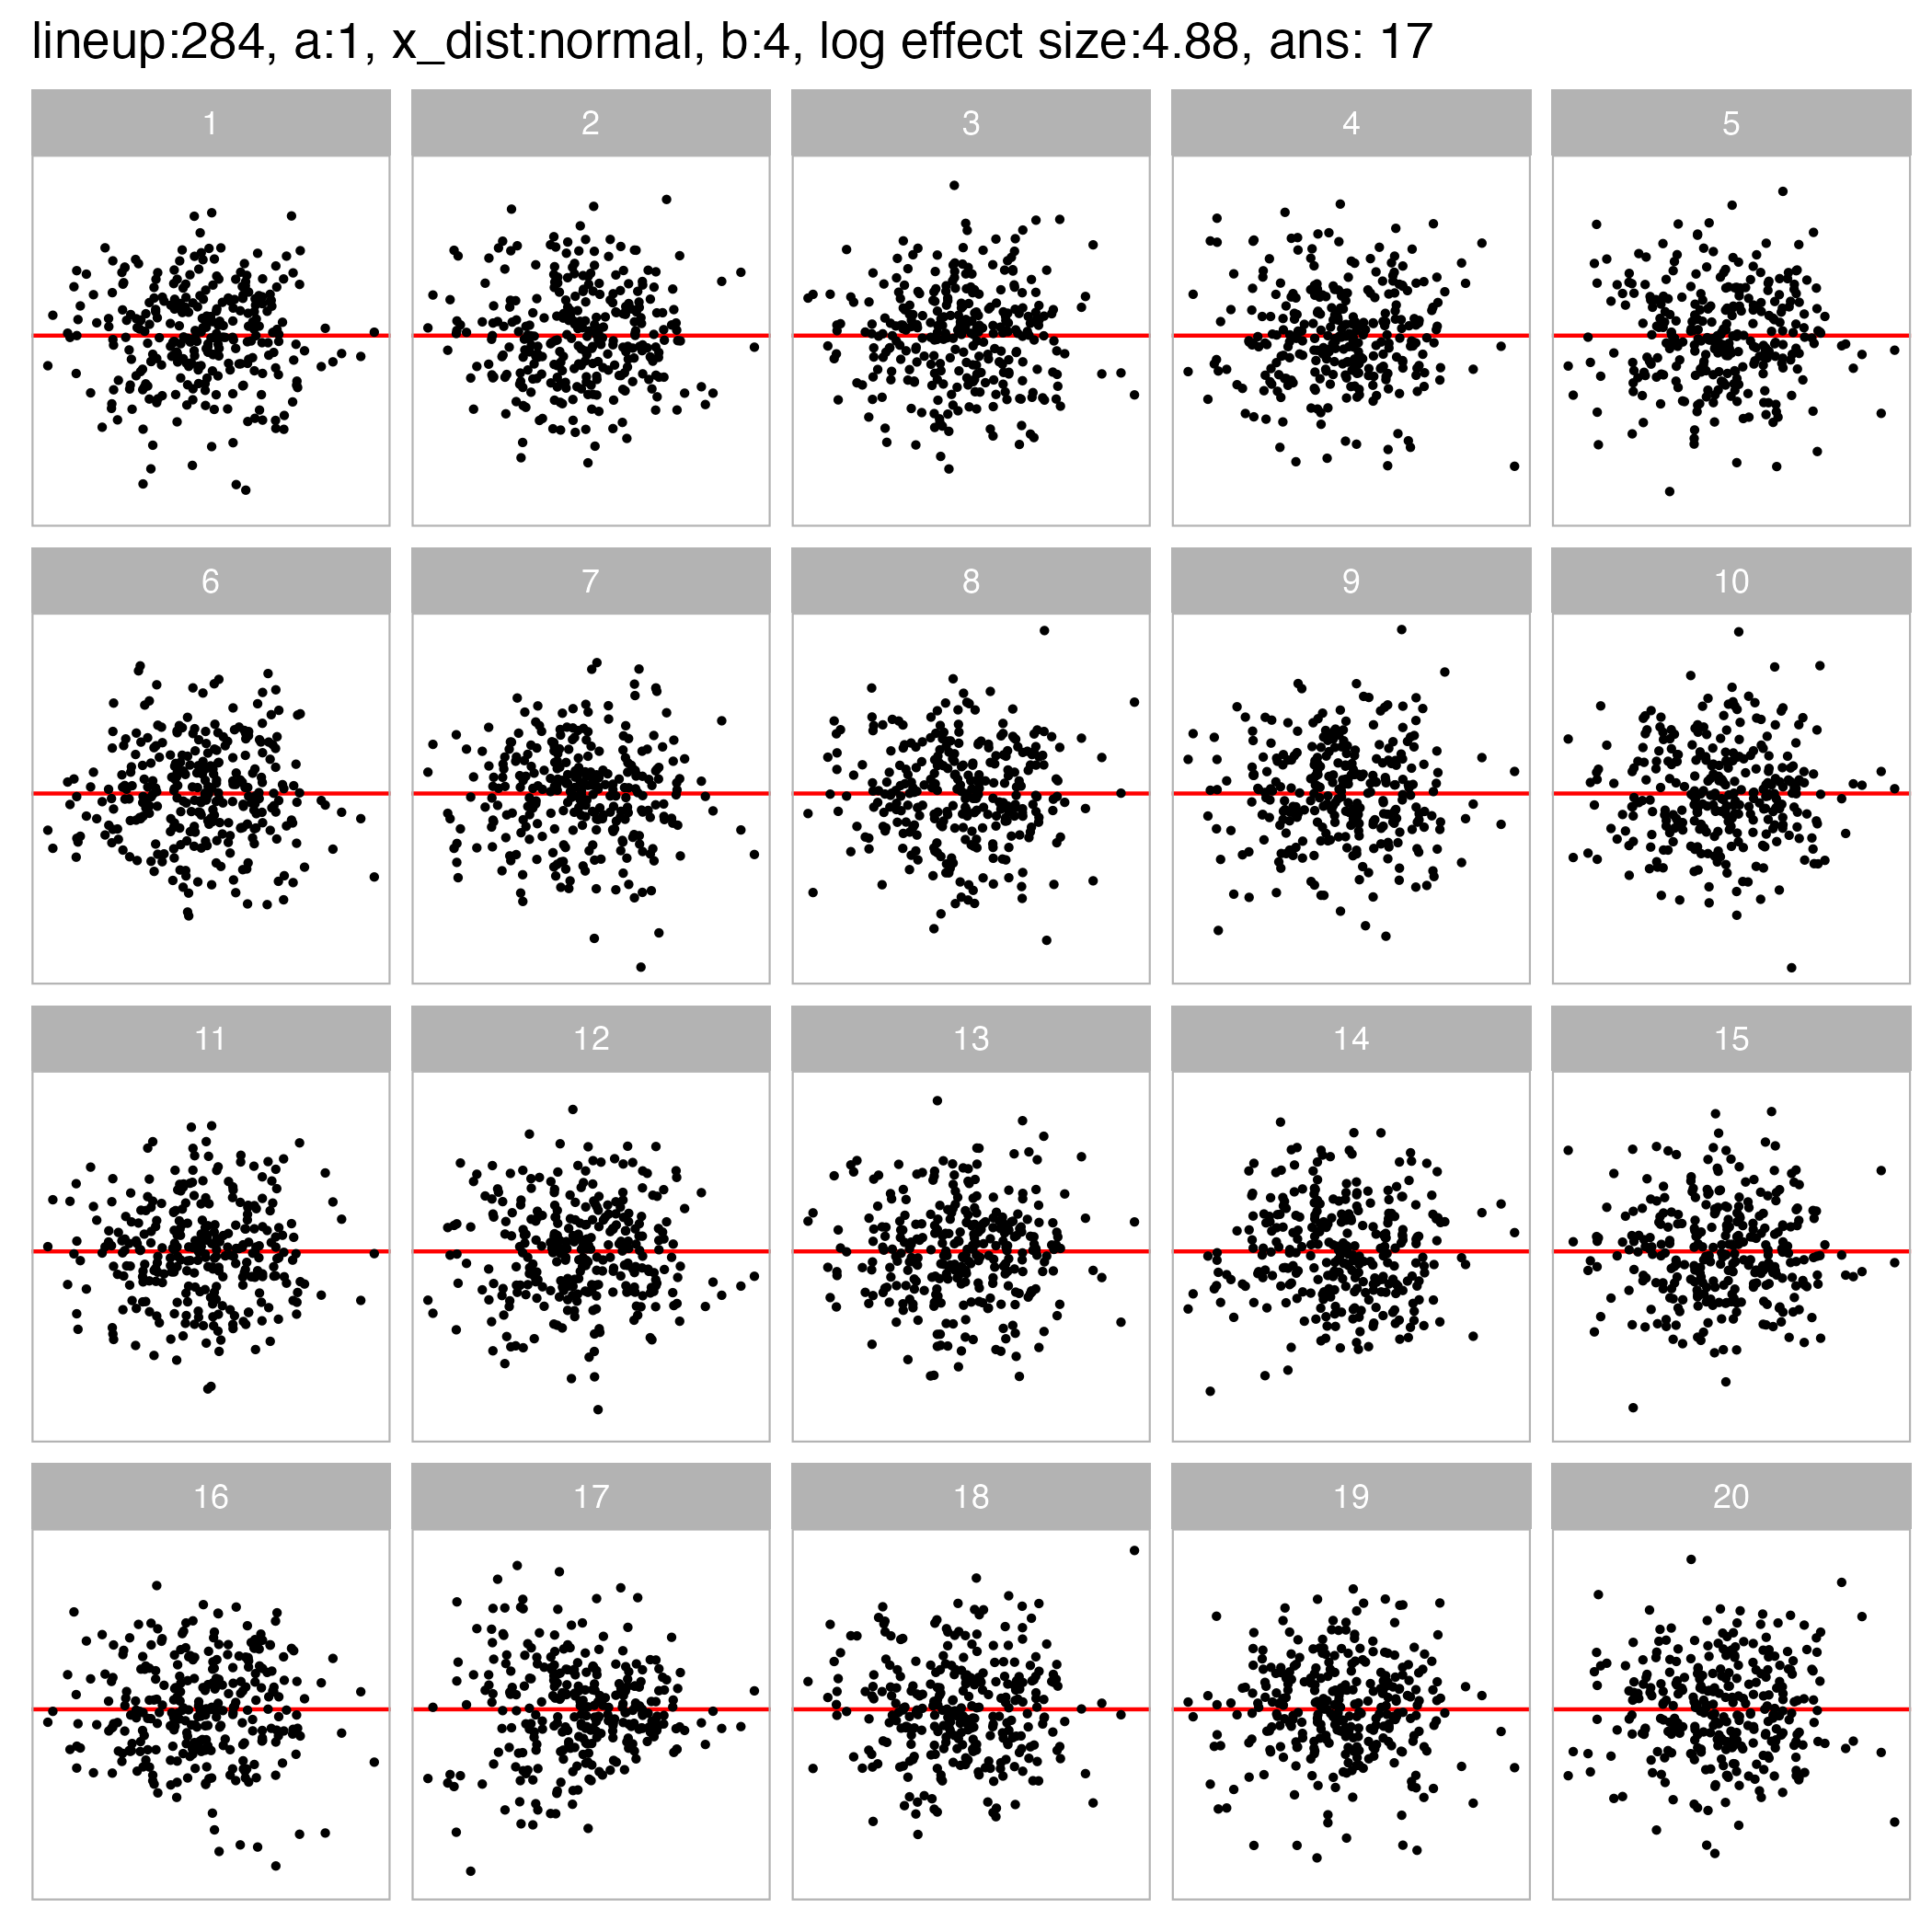 lineup:284, a:1, x_dist:normal, b:4, log effect size:4.88, ans: 17
1 2 3 4 5
6 7 8 9 10
11 12 13 14 15
16 17 18 19 20